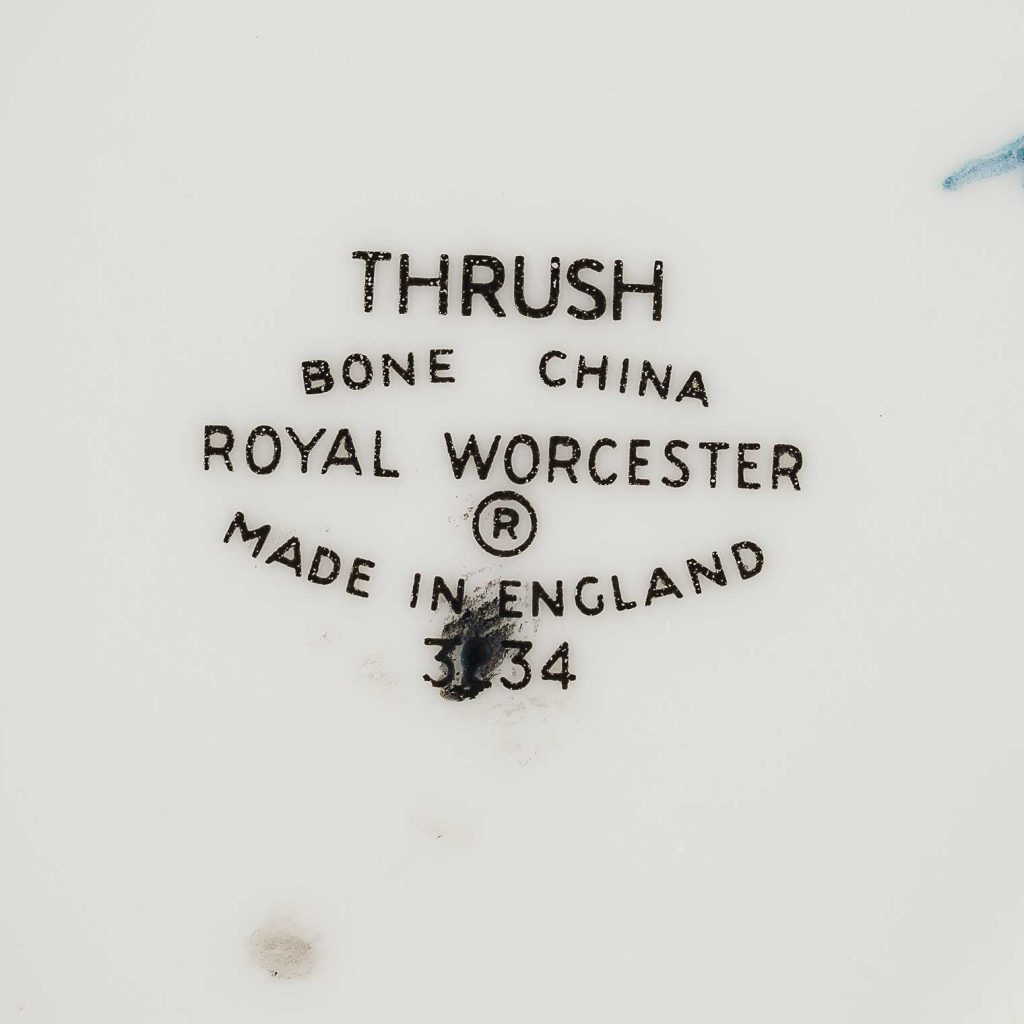 THRUSH
BONE CHINA
ROYAL WORCESTER
®
MADE IN ENGLAND